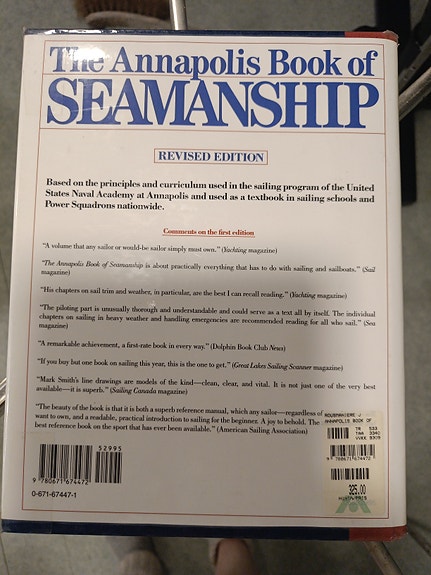 The Annapolis Book of
SEAMANSHIP
REVISED EDITION
Based on the principles and curriculum used in the sailing program of the United
States Naval Academy at Annapolis and used as a textbook in sailing schools and
Power Squadrons nationwide.
Comments on the first edition
“A volume that any sailor or would-be sailor simply must own.” (Yachting magazine)
“The Annapolis Book of Seamanship is about practically everything that has to do with sailing and sailboats.” (Sail
magazine)
“His chapters on sail trim and weather, in particular, are the best I can recall reading.” (Yachting magazine)
“The piloting part is unusually thorough and understandable and could serve as a text all by itself. The individual
chapters on sailing in heavy weather and handling emergencies are recommended reading for all who sail.” (Sea
magazine)
“A remarkable achievement, a first-rate book in every way.” (Dolphin Book Club News)
“If you buy but one book on sailing this year, this is the one to get.” (Great Lakes Sailing Scanner magazine)
“Mark Smith's line drawings are models of the kind—clean, clear, and vital. It is not just one of the very best
available—it is superb.” (Sailing Canada magazine)
“The beauty of the book is that it is both a superb reference manual, which any sailor—regardless of
want to own, and a readable, practical introduction to sailing for the beginner. A joy to behold. The
best reference book on the sport that has ever been available.” (American Sailing Association)
ROUSMANIERE J
ANNAPOLIS BOOK OF
52995
9 780671 674472
0-671-67447-1
9 780671 674472
325,00